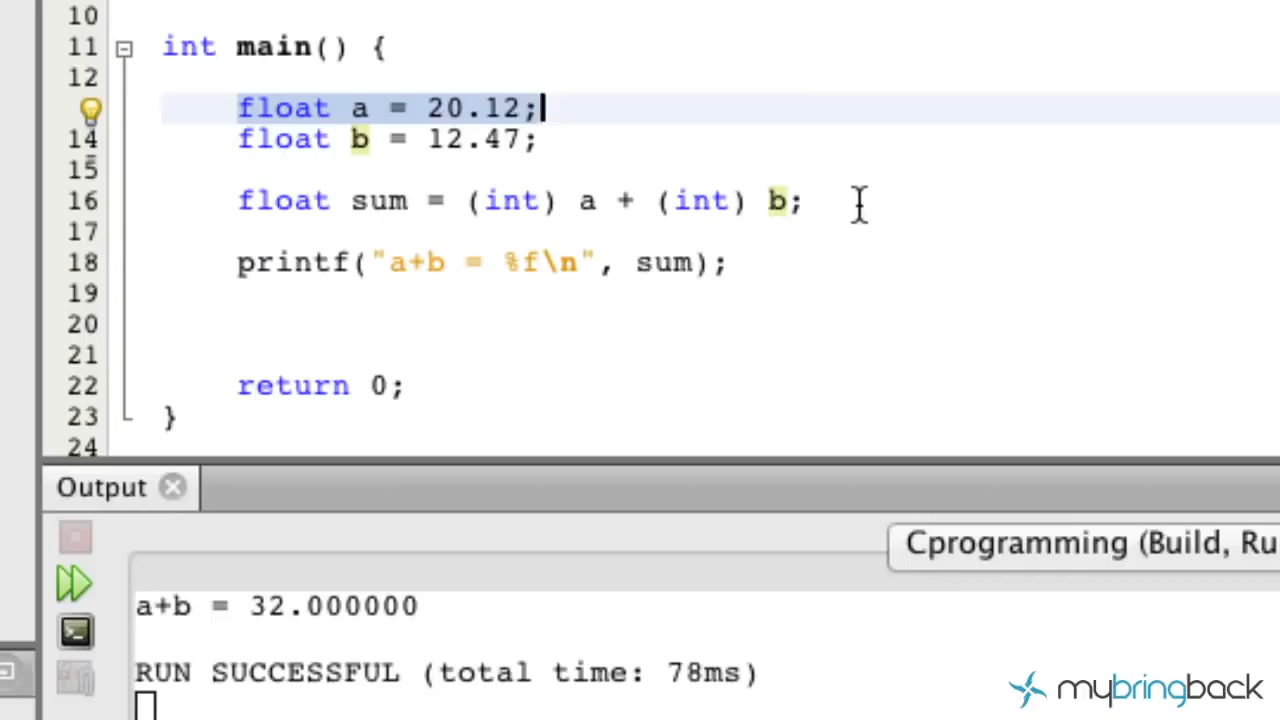 10
11 int main() {
12
float a = 20.12;
14 float b = 12.47;
15
16 float sum = (int) a + (int) b;
17
18 printf("a+b = %f\n", sum);
19
20
21
22 return 0;
23 }
24
Output
Cprogramming (Build, Ru
a+b = 32.000000
RUN SUCCESSFUL (total time: 78ms)
mybringback